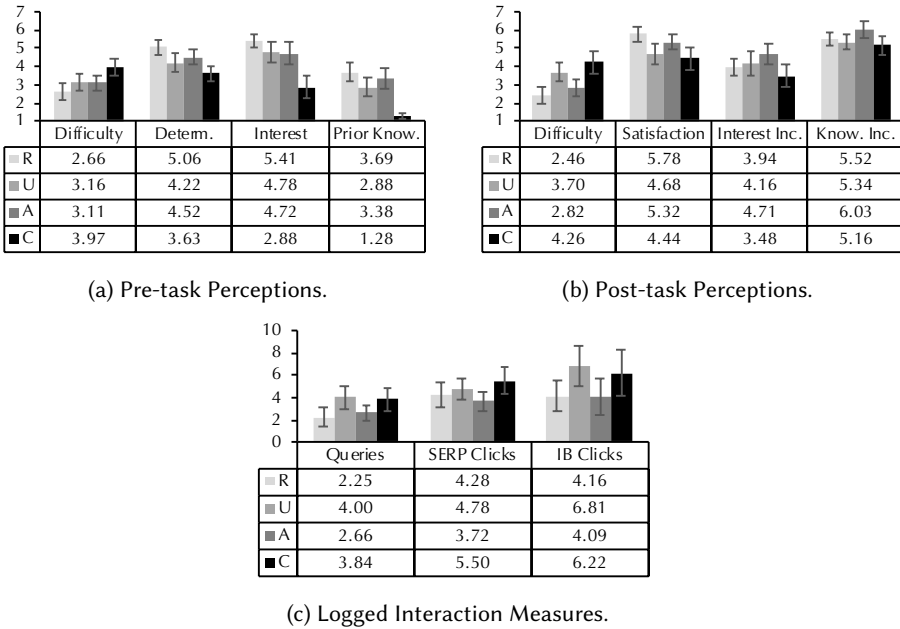 7
6
5
4
3
2
1
Difficulty Determ. Interest Prior Know.
R 2.66 5.06 5.41 3.69
U 3.16 4.22 4.78 2.88
A 3.11 4.52 4.72 3.38
C 3.97 3.63 2.88 1.28
(a) Pre-task Perceptions.
7
6
5
4
3
2
1
Difficulty Satisfaction Interest Inc. Know. Inc.
R 2.46 5.78 3.94 5.52
U 3.70 4.68 4.16 5.34
A 2.82 5.32 4.71 6.03
C 4.26 4.44 3.48 5.16
(b) Post-task Perceptions.
10
8
6
4
2
0
Queries SERP Clicks IB Clicks
R 2.25 4.28 4.16
U 4.00 4.78 6.81
A 2.66 3.72 4.09
C 3.84 5.50 6.22
(c) Logged Interaction Measures.